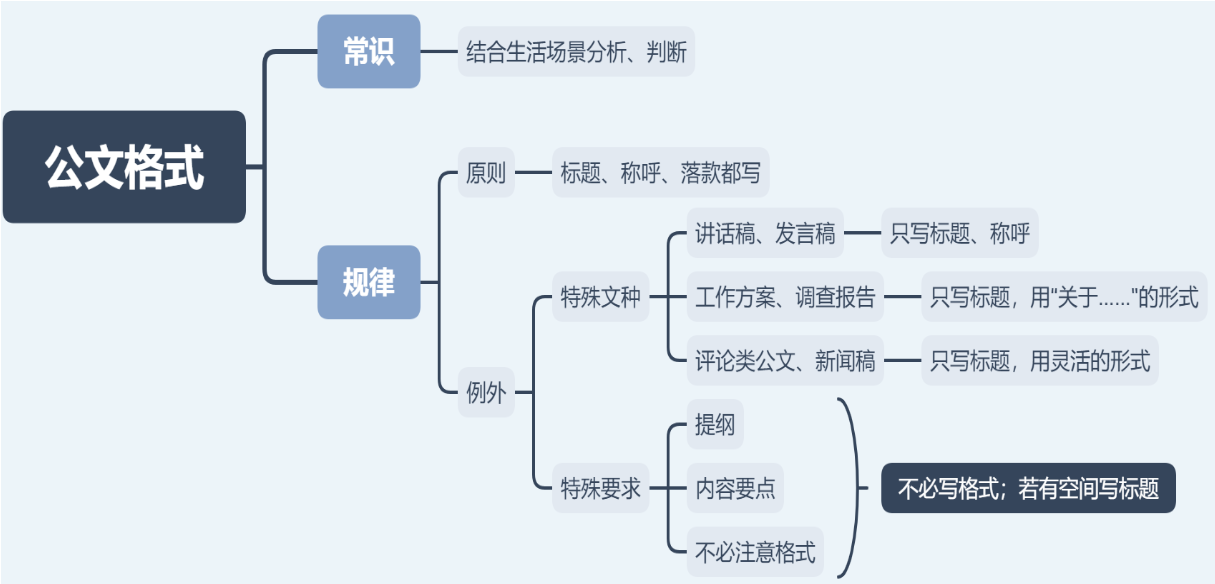 公文格式
常识
结合生活场景分析、判断
规律
原则
标题、称呼、落款都写
例外
特殊文种
讲话稿、发言稿
只写标题、称呼
工作方案、调查报告
只写标题，用“关于......"的形式
评论类公文、新闻稿
只写标题，用灵活的形式
特殊要求
提纲
内容要点
不必注意格式
不必写格式；若有空间写标题